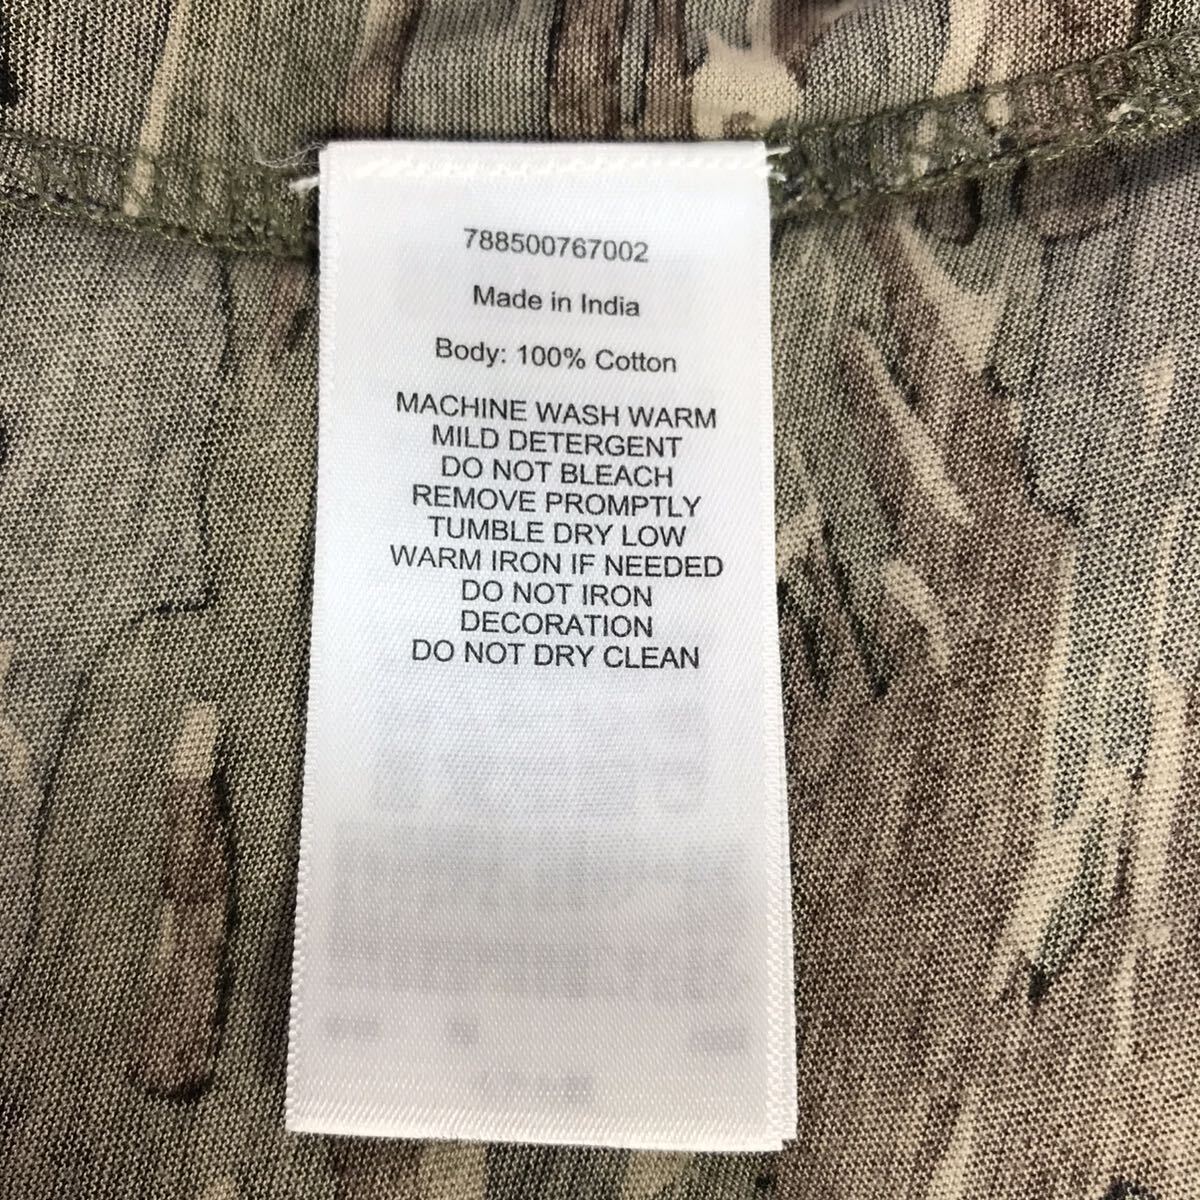 788500767002
Made in India
Body: 100% Cotton
MACHINE WASH WARM
MILD DETERGENT
DO NOT BLEACH
REMOVE PROMPTLY
TUMBLE DRY LOW
WARM IRON IF NEEDED
DO NOT IRON
DECORATION
DO NOT DRY CLEAN